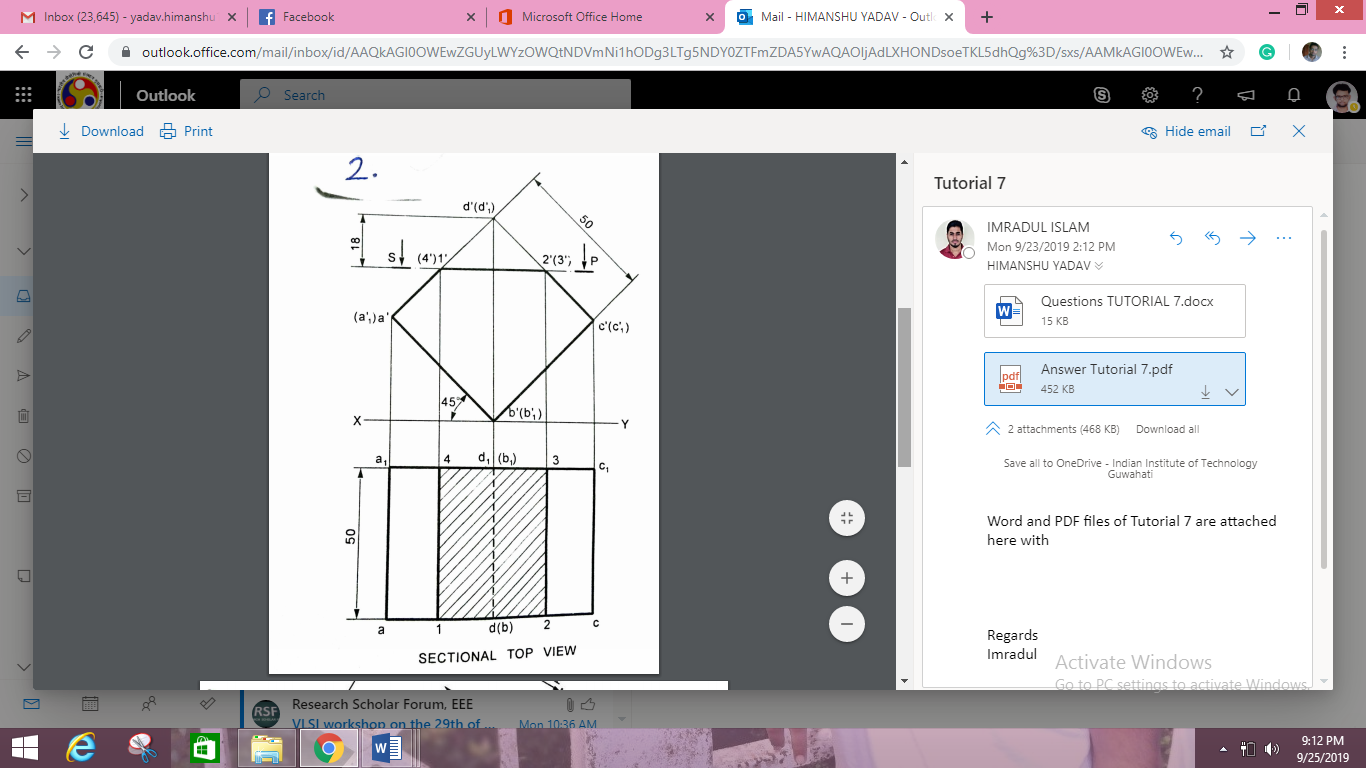 Inbox (23,645) - yadav.himanshu
Facebook
Microsoft Office Home
Mail - HIMANSHU YADAV - Outl
outlook.office.com/mail/inbox/id/AAQkAGI0OWEwZGUyLWYzOWQtNDVmNi1hODg3LTg5NDY0ZTFmZDA5YwAQAOljAdLXHONDsoeTKL5dhQg%3D/sxs/AAMkAGI0OWEw...
Outlook
Search
Download
Print
Hide email
2.
d'(d'₁)
50
18
S
(4')1'
2'(3')
P
(a'₁)a'
c'(c'₁)
45°
b'(b'₁)
X
Y
a₁
4
d₁
(b₁)
3
c₁
50
a
1
d(b)
2
c
SECTIONAL TOP VIEW
Tutorial 7
IMRADUL ISLAM
Mon 9/23/2019 2:12 PM
HIMANSHU YADAV
Questions TUTORIAL 7.docx
15 KB
pdf
Answer Tutorial 7.pdf
452 KB
2 attachments (468 KB)
Download all
Save all to OneDrive - Indian Institute of Technology
Guwahati
Word and PDF files of Tutorial 7 are attached
here with
Regards
Imradul
Activate Windows
Go to PC settings to activate Windows.
RSF
Research Scholar Forum, EEE
VLSI workshop on the 29th of ...
Mon 10:36 AM
9:12 PM
9/25/2019